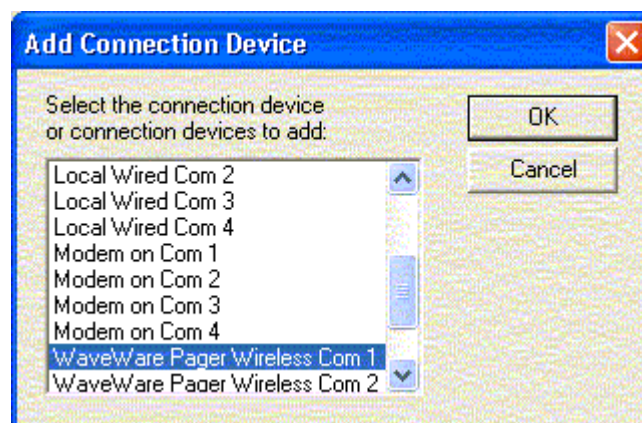 Add Connection Device
Select the connection device
or connection devices to add:
OK
Cancel
Local Wired Com 2
Local Wired Com 3
Local Wired Com 4
Modem on Com 1
Modem on Com 2
Modem on Com 3
Modem on Com 4
WaveWare Pager Wireless Com 1
WaveWare Pager Wireless Com 2